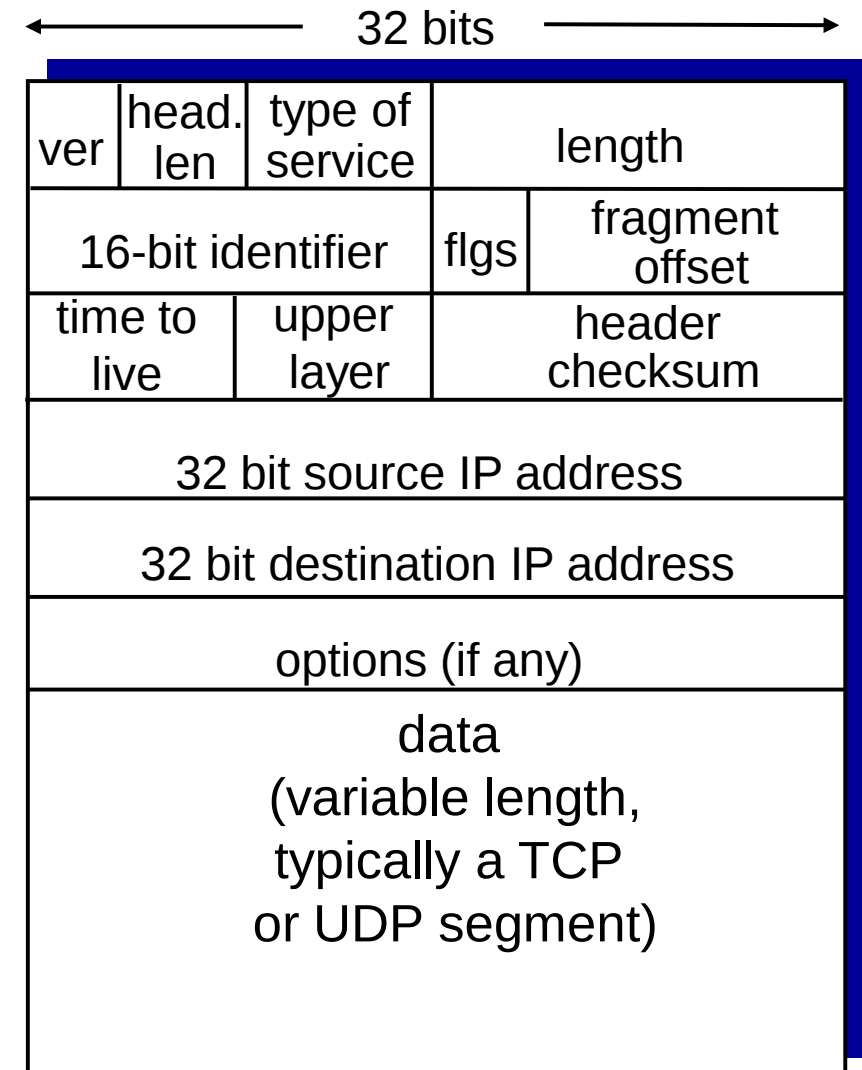 32 bits
ver
head.
len
type of
service
length
16-bit identifier
flgs
fragment
offset
time to
live
upper
layer
header
checksum
32 bit source IP address
32 bit destination IP address
options (if any)
data
(variable length,
typically a TCP
or UDP segment)